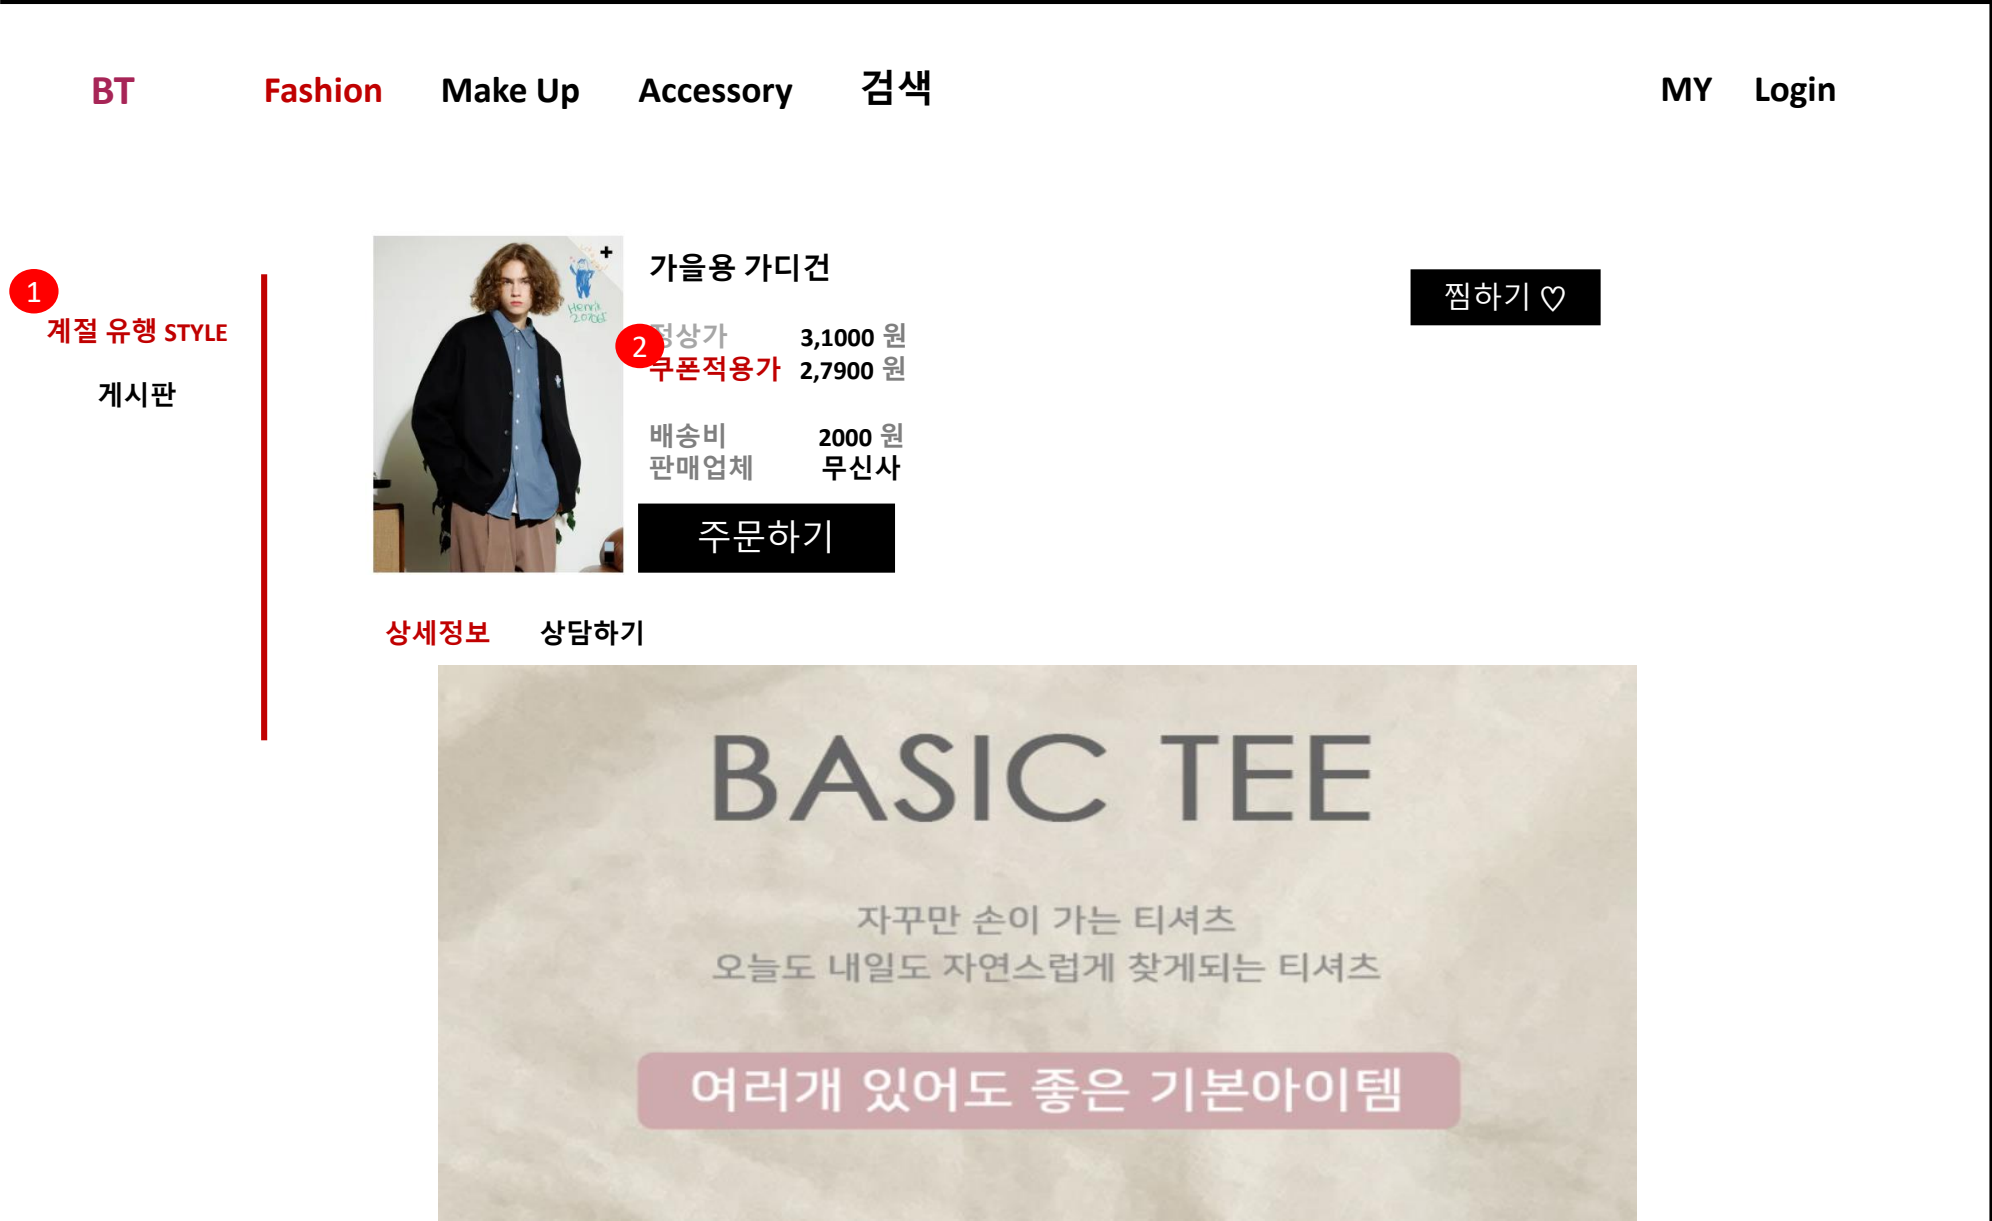 BT Fashion Make Up Accessory 검색 MY Login
1
계절 유행 STYLE
게시판
+
Henrik
가을용 가디건
찜하기 ♡
정상가 3,1000 원
2
쿠폰적용가 2,7900 원
배송비 2000 원
판매업체 무신사
주문하기
상세정보 상담하기
BASIC TEE
자꾸만 손이 가는 티셔츠
오늘도 내일도 자연스럽게 찾게되는 티셔츠
여러개 있어도 좋은 기본아이템